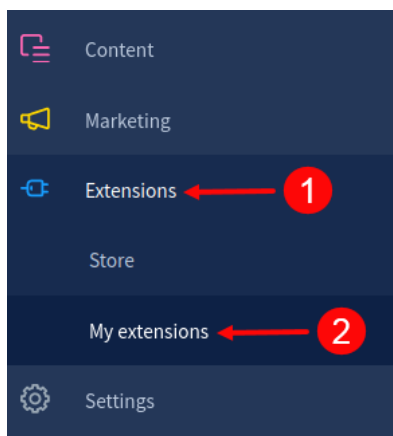 Content
Marketing
Extensions 1
Store
My extensions 2
Settings